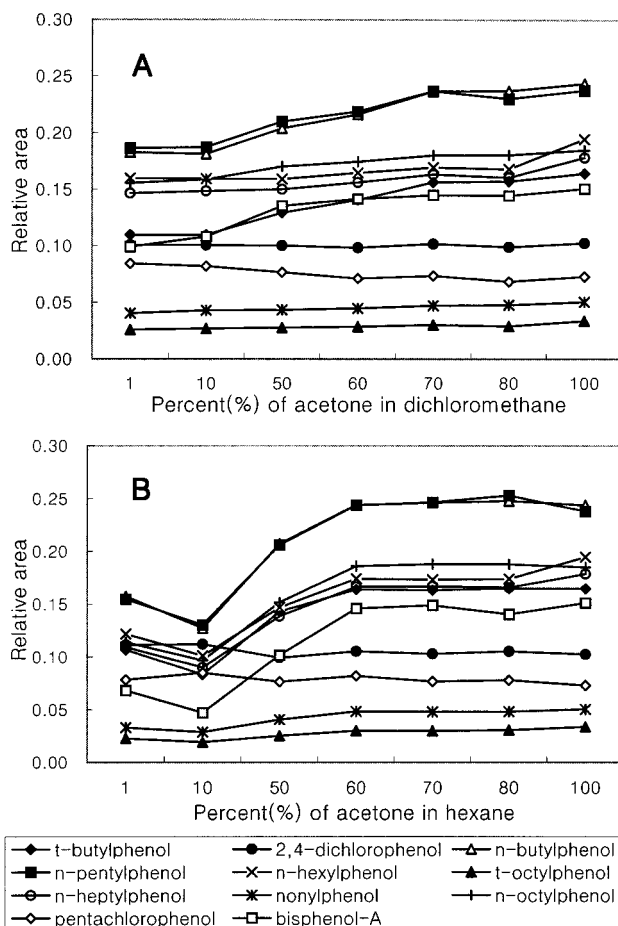 A
0.30
0.25
0.20
0.15
0.10
0.05
0.00
Relative area
1 10 50 60 70 80 100
Percent(%) of acetone in dichloromethane
B
0.30
0.25
0.20
0.15
0.10
0.05
0.00
Relative area
1 10 50 60 70 80 100
Percent(%) of acetone in hexane
t-butylphenol 2,4-dichlorophenol n-butylphenol
n-pentylphenol n-hexylphenol t-octylphenol
n-heptylphenol nonylphenol n-octylphenol
pentachlorophenol bisphenol-A